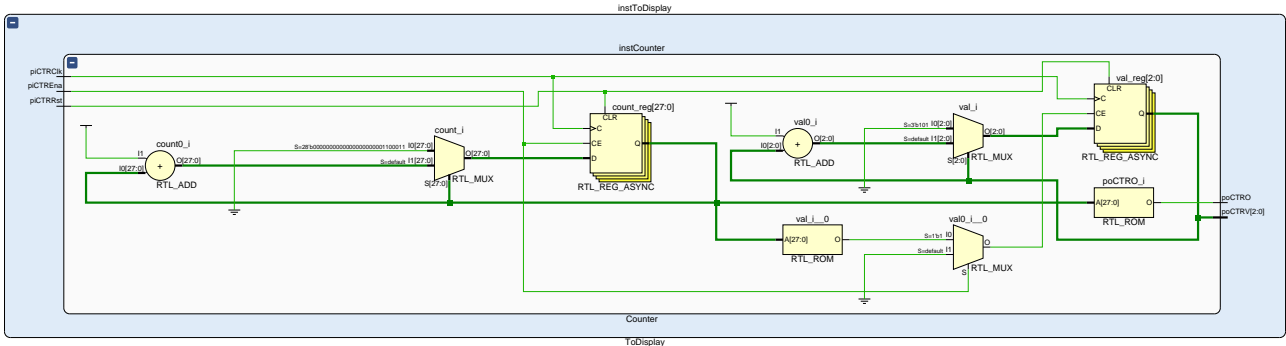 instToDisplay
instCounter
piCTRClk
piCTREna
piCTRRst
count0_i
I1
I0[27:0]
+
O[27:0]
RTL_ADD
count_i
S=28'b0000000000000000000001100011
I0[27:0]
S=default
I1[27:0]
O[27:0]
S[27:0]
RTL_MUX
count_reg[27:0]
CLR
C
CE
D
Q
RTL_REG_ASYNC
val0_i
I1
I0[2:0]
+
O[2:0]
RTL_ADD
val_i
S=3'b101
I0[2:0]
S=default
I1[2:0]
O[2:0]
S[2:0]
RTL_MUX
val_reg[2:0]
CLR
C
CE
D
Q
RTL_REG_ASYNC
poCTRO_i
A[27:0]
O
RTL_ROM
poCTRO
poCTRV[2:0]
val_i__0
A[27:0]
O
RTL_ROM
val0_i__0
S=1'b1
I0
S=default
I1
O
S
RTL_MUX
Counter
ToDisplay